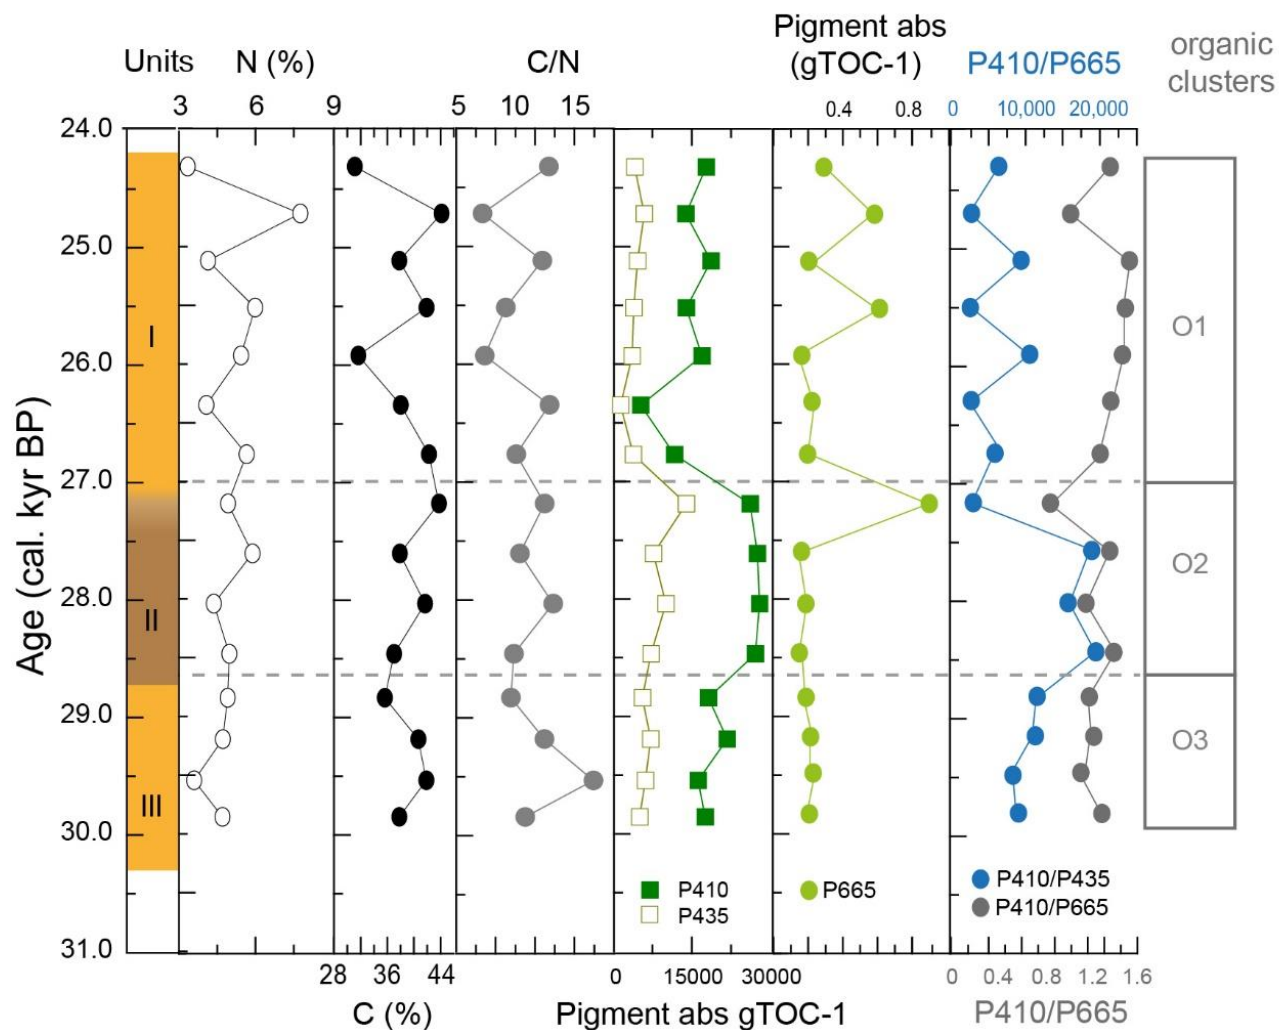 Pigment abs
(gTOC-1)
Units N (%) C/N P410/P665 organic
clusters
3 6 9 5 10 15 0.4 0.8 0 10,000 20,000
24.0
25.0
26.0
27.0
28.0
29.0
30.0
31.0
Age (cal. kyr BP)
I
II
III
O1
O2
O3
P410
P435
P665
P410/P435
P410/P665
28 36 44 0 15000 30000 0 0.4 0.8 1.2 1.6
C (%) Pigment abs gTOC-1 P410/P665